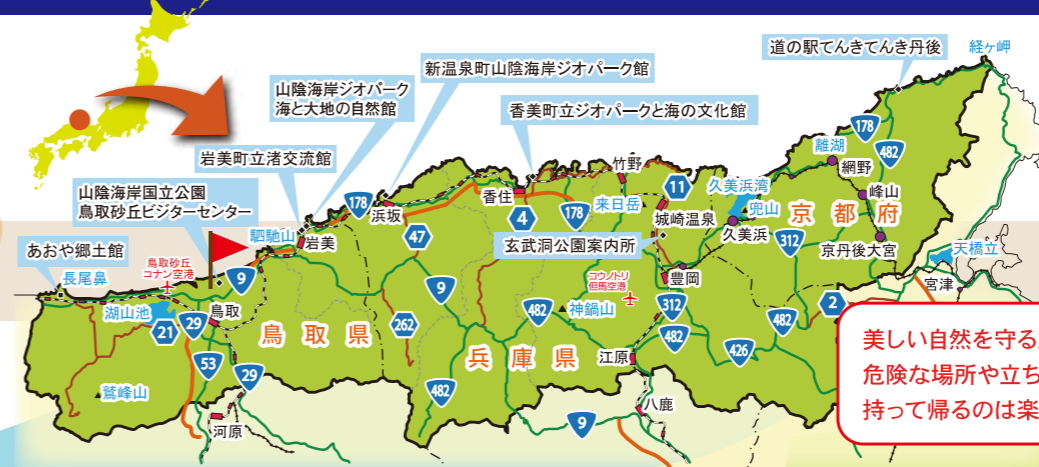 道の駅てんきてんき丹後
経ヶ岬
新温泉町山陰海岸ジオパーク館
山陰海岸ジオパーク
海と大地の自然館
香美町立ジオパークと海の文化館
岩美町立渚交流館
山陰海岸国立公園
鳥取砂丘ビジターセンター
あおや郷土館
長尾鼻
鳥取砂丘
コナン空港
駟馳山
岩美
178
浜坂
香住
竹野
11
4
178
来日岳
城崎温泉
久美浜湾
兜山
久美浜
離湖
網野
178
482
峰山
京都府
京丹後大宮
312
天橋立
宮津
玄武洞公園案内所
47
9
9
湖山池
21
29
鳥取
鳥取県
262
兵庫県
コウノトリ
但馬空港
482
神鍋山
豊岡
312
482
2
482
426
江原
53
29
鷲峰山
河原
482
9
八鹿
美しい自然を守る
危険な場所や立ち
持って帰るのは楽